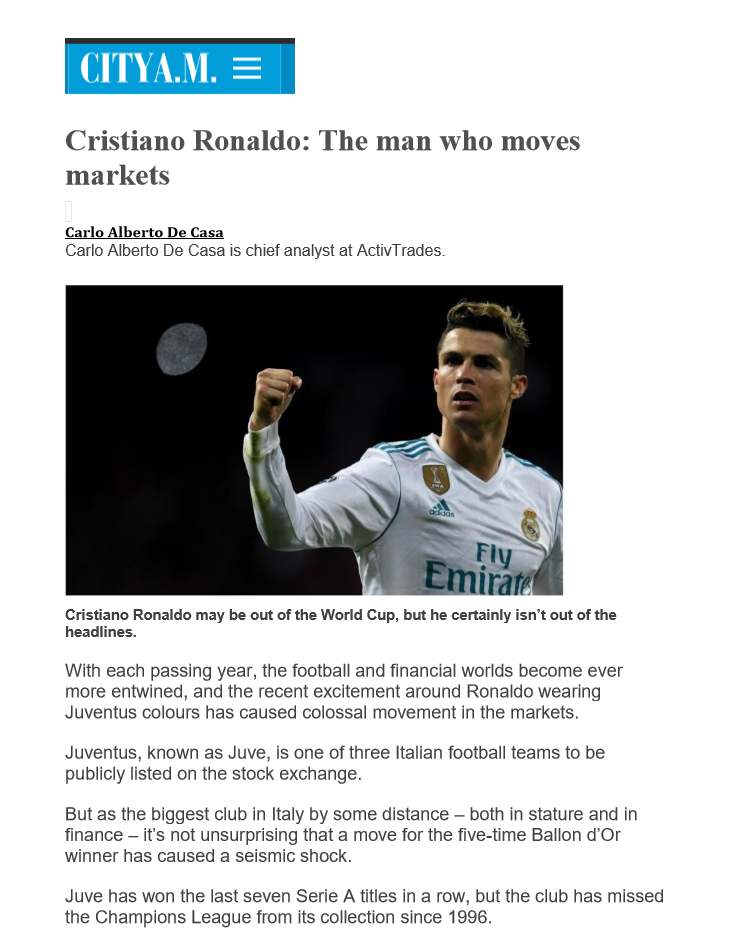 CITYA.M.
Cristiano Ronaldo: The man who moves
markets
Carlo Alberto De Casa
Carlo Alberto De Casa is chief analyst at ActivTrades.
adidas
Fly
Emirate
Cristiano Ronaldo may be out of the World Cup, but he certainly isn’t out of the
headlines.
With each passing year, the football and financial worlds become ever
more entwined, and the recent excitement around Ronaldo wearing
Juventus colours has caused colossal movement in the markets.
Juventus, known as Juve, is one of three Italian football teams to be
publicly listed on the stock exchange.
But as the biggest club in Italy by some distance – both in stature and in
finance – it’s not unsurprising that a move for the five-time Ballon d’Or
winner has caused a seismic shock.
Juve has won the last seven Serie A titles in a row, but the club has missed
the Champions League from its collection since 1996.